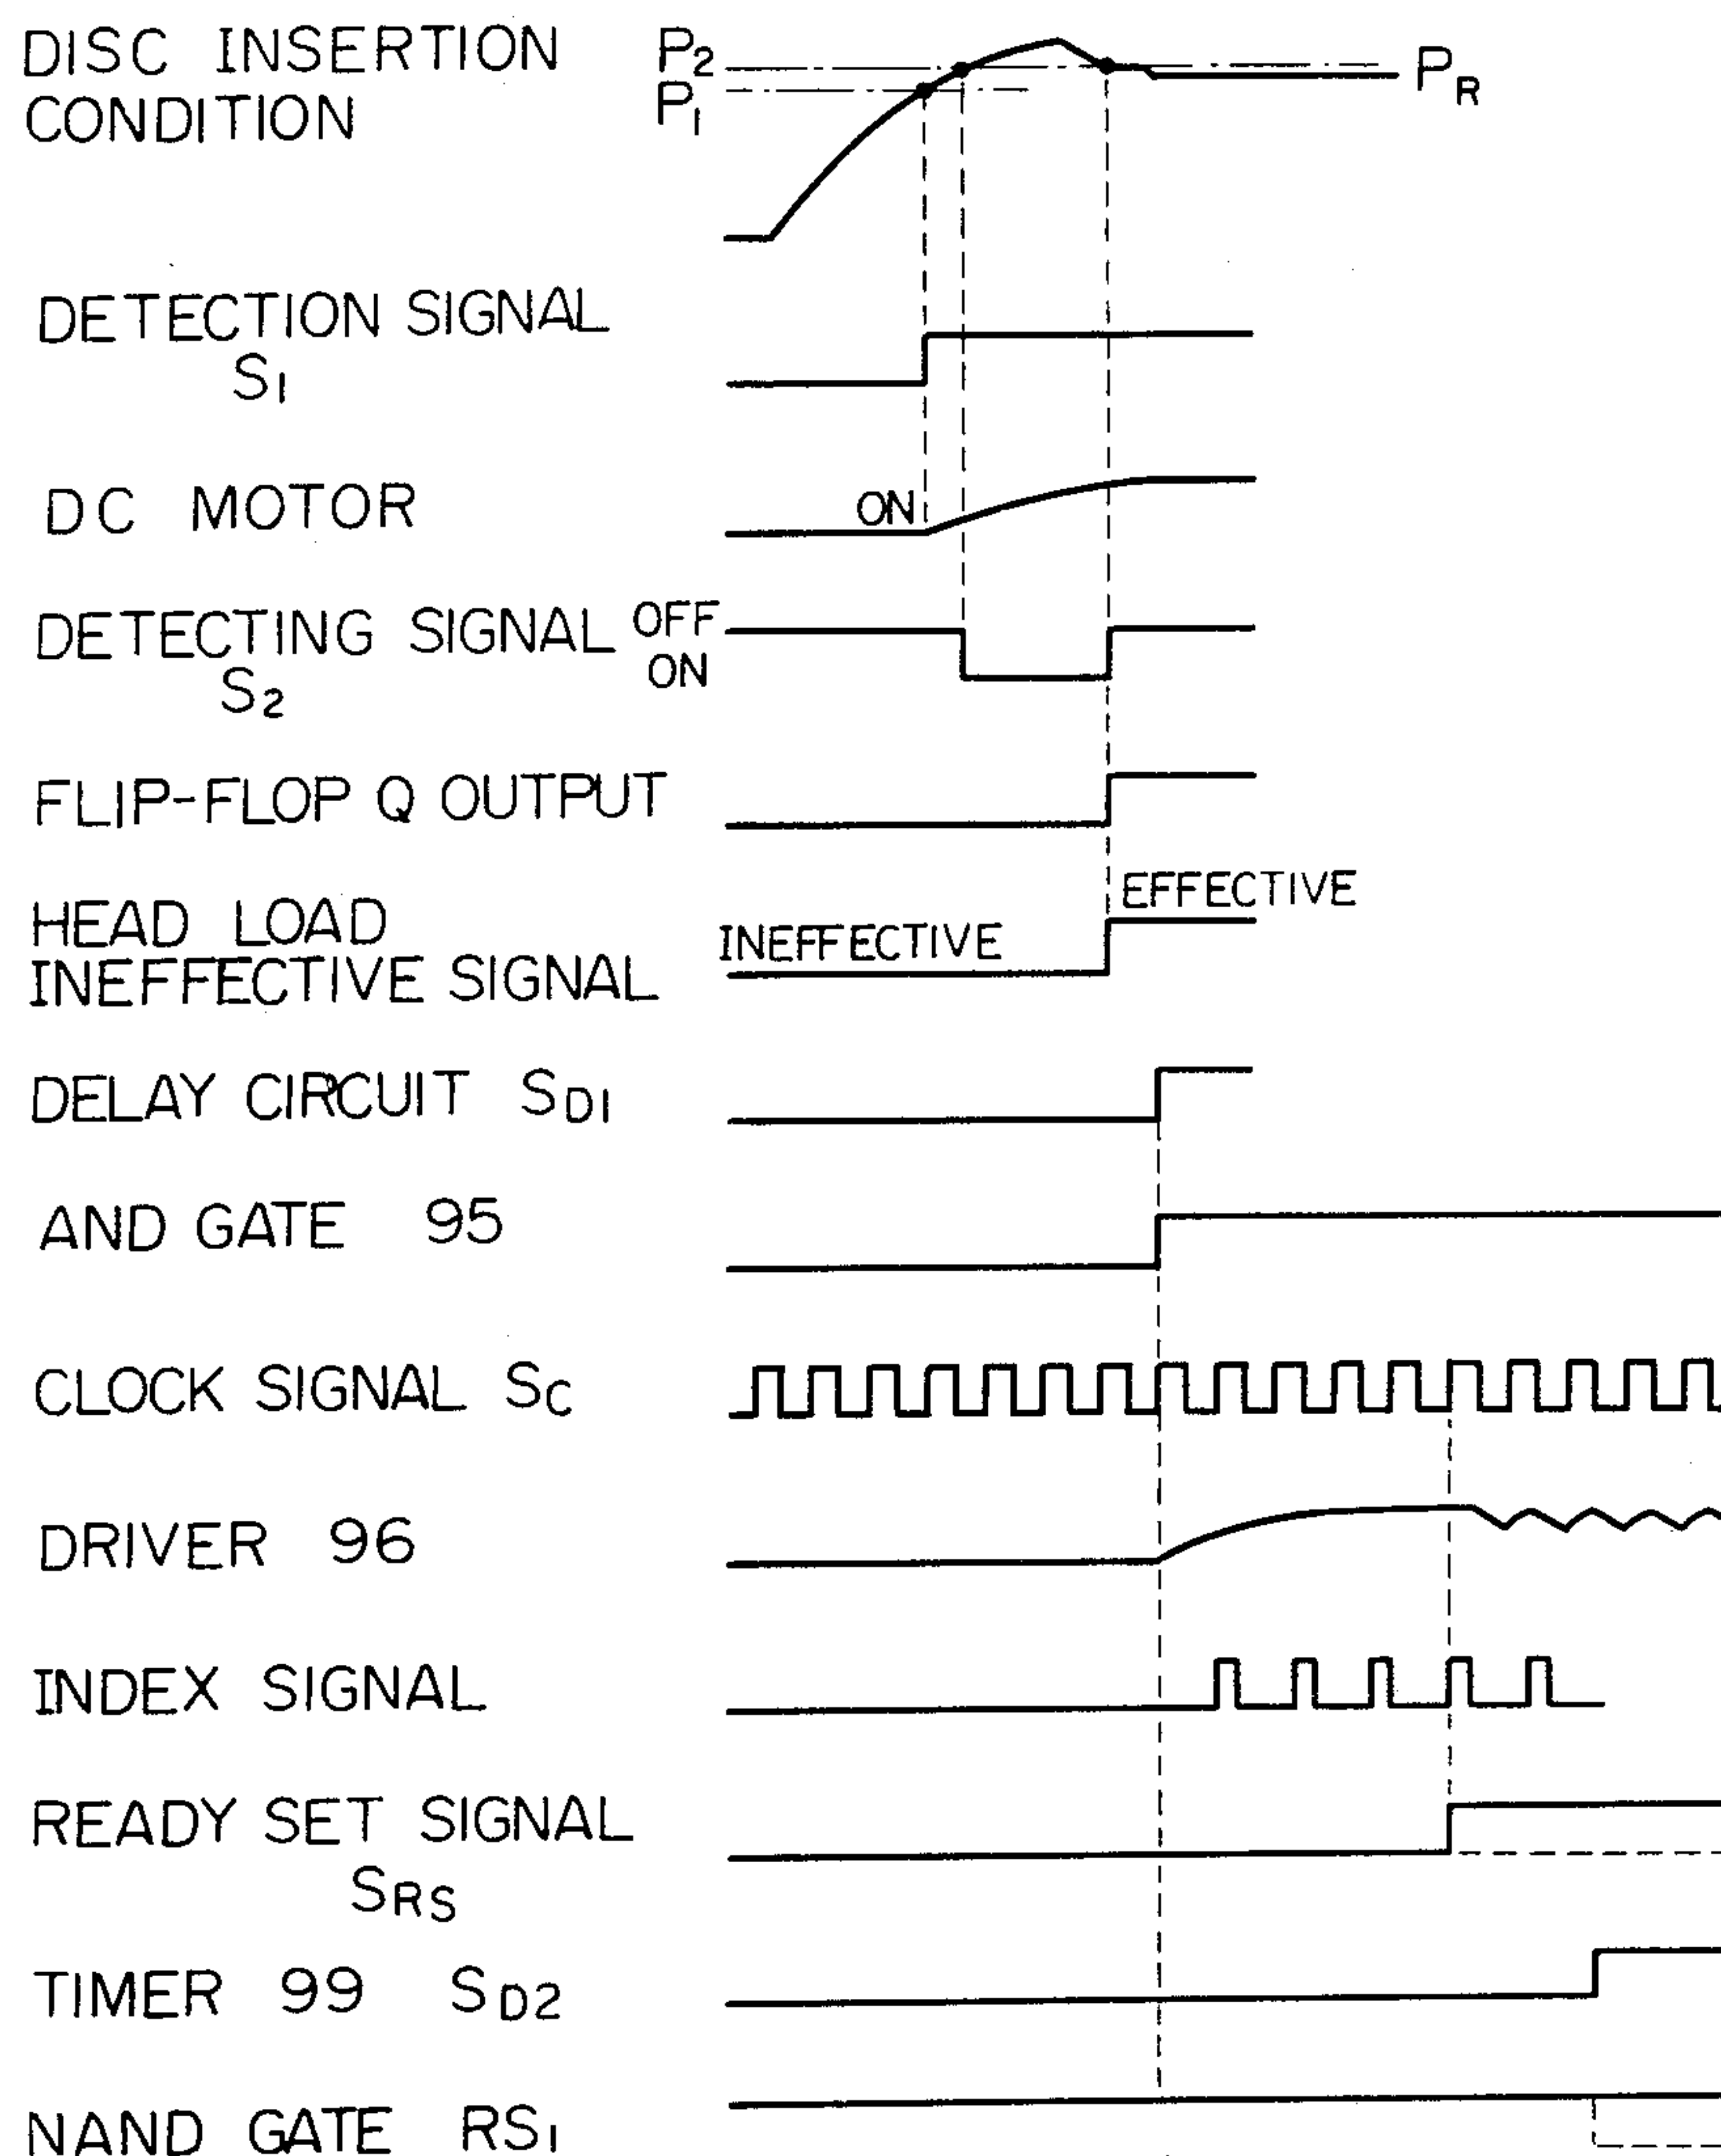 DISC INSERTION
CONDITION
P2
P1
PR
DETECTION SIGNAL
S1
DC MOTOR
ON
DETECTING SIGNAL
S2
OFF
ON
FLIP-FLOP Q OUTPUT
HEAD LOAD
INEFFECTIVE SIGNAL
INEFFECTIVE
EFFECTIVE
DELAY CIRCUIT SD1
AND GATE 95
CLOCK SIGNAL SC
DRIVER 96
INDEX SIGNAL
READY SET SIGNAL
SRS
TIMER 99 SD2
NAND GATE RS1